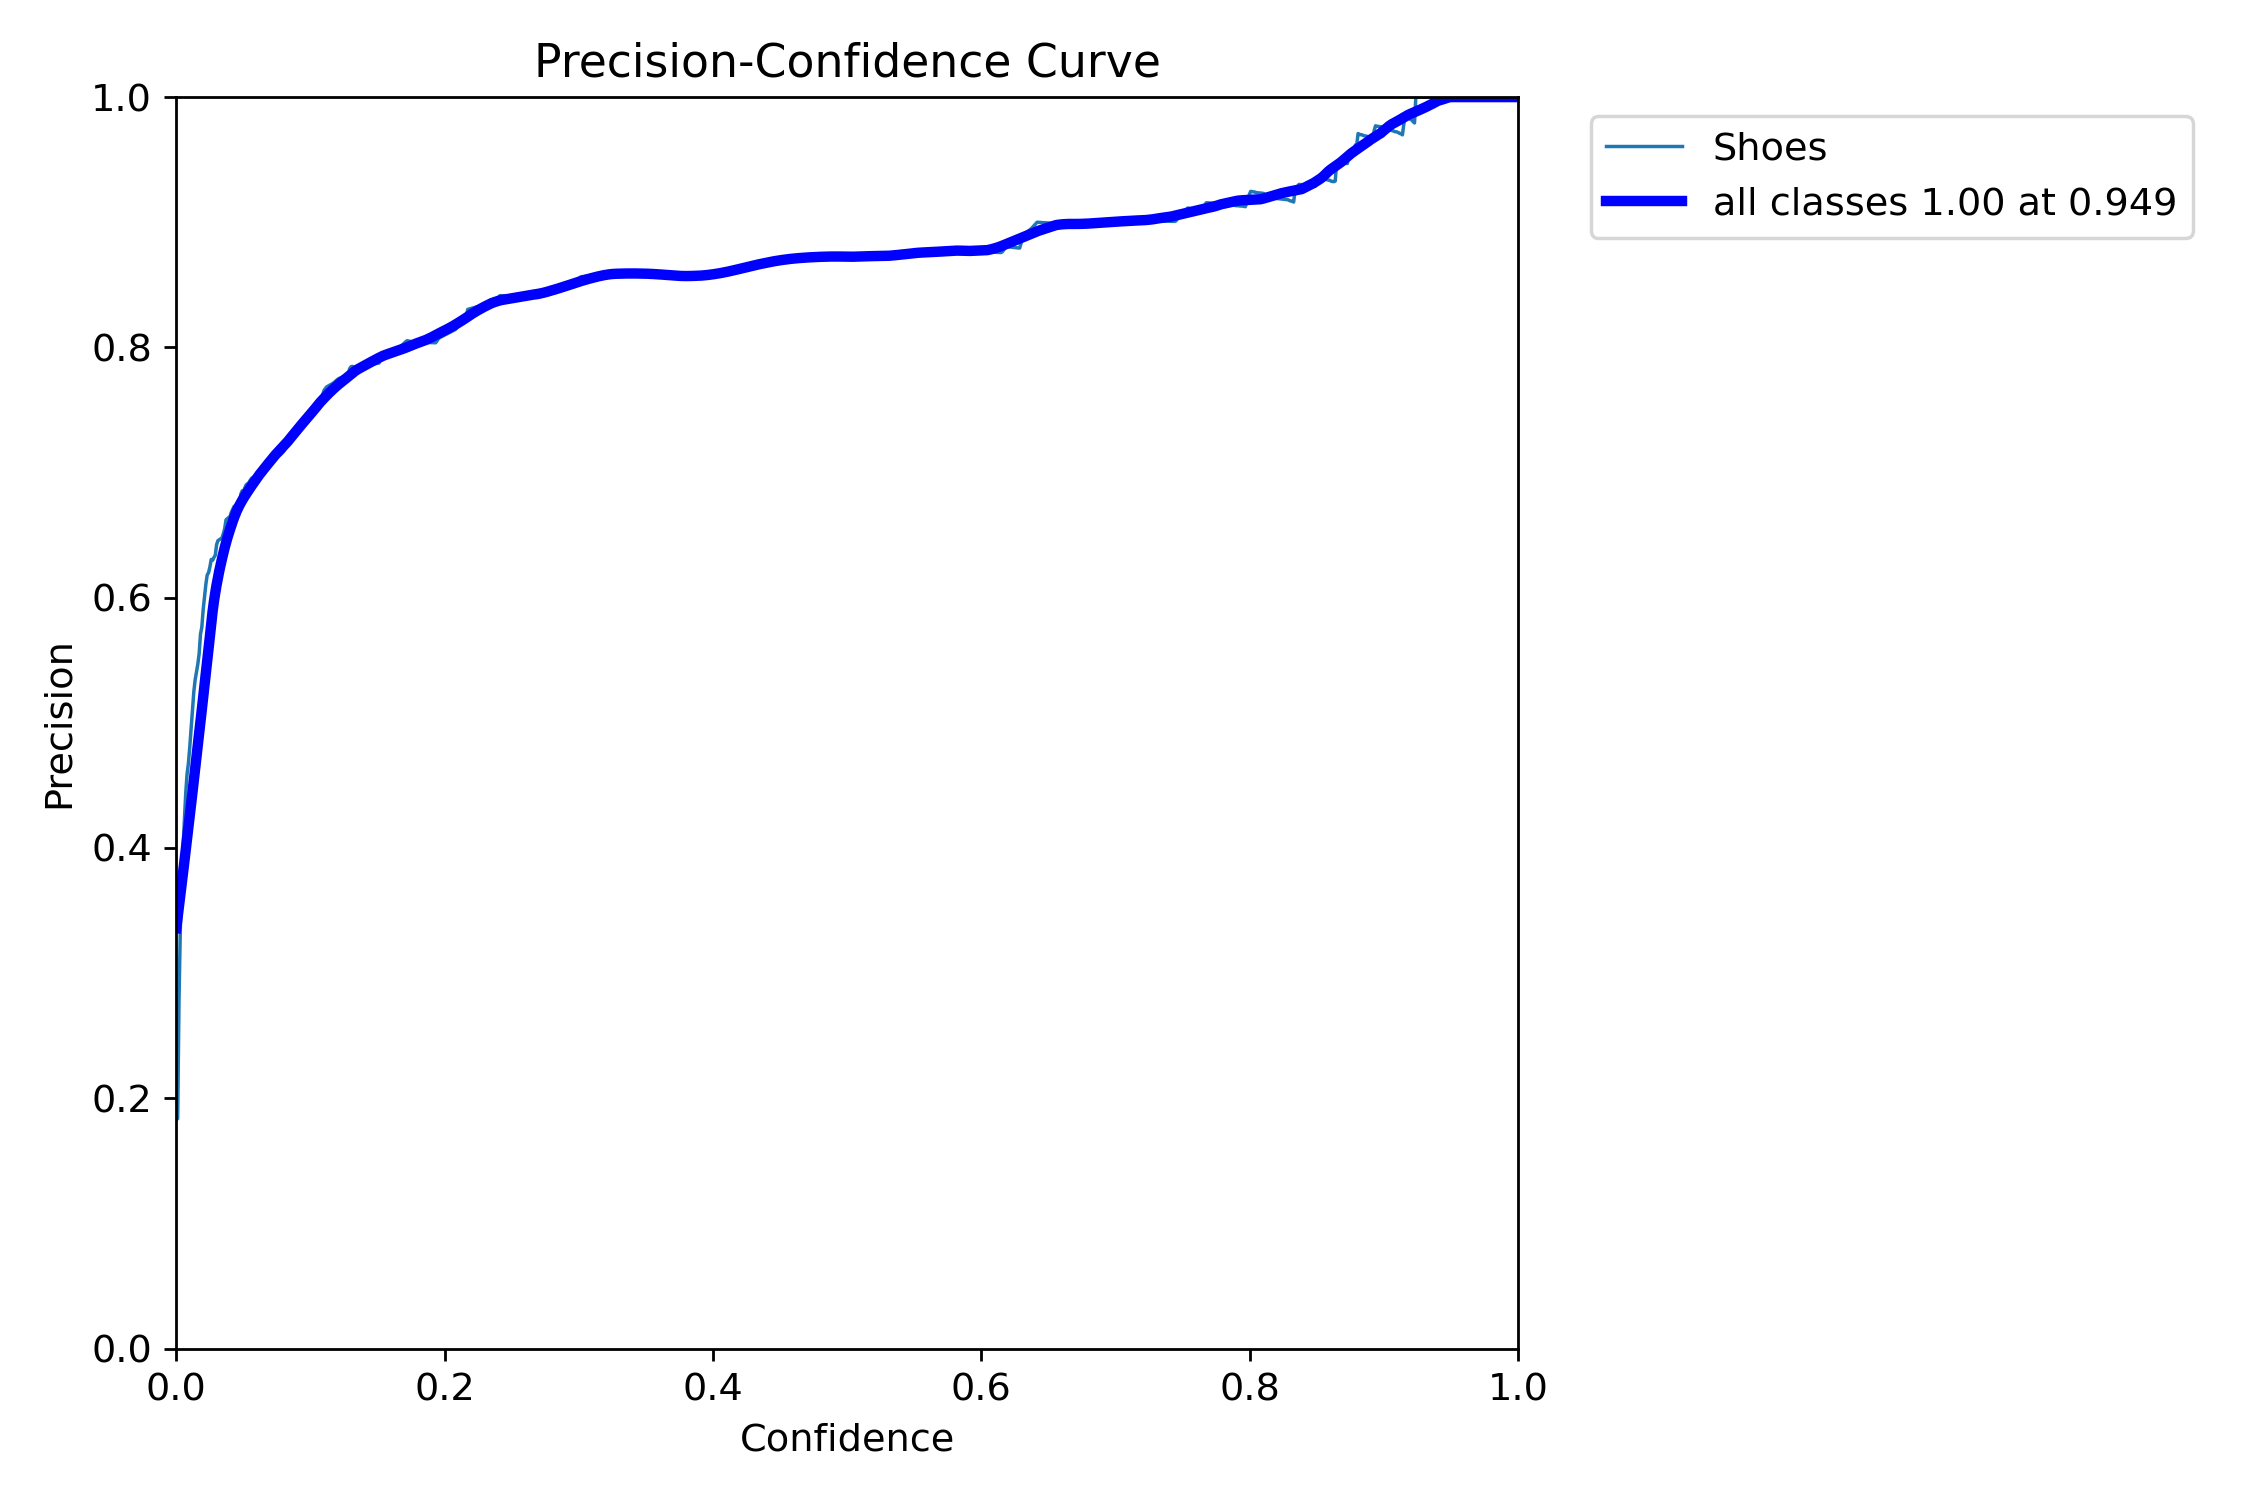 Precision-Confidence Curve
1.0
0.8
0.6
0.4
0.2
0.0
Precision
0.0 0.2 0.4 0.6 0.8 1.0
Confidence
Shoes
all classes 1.00 at 0.949